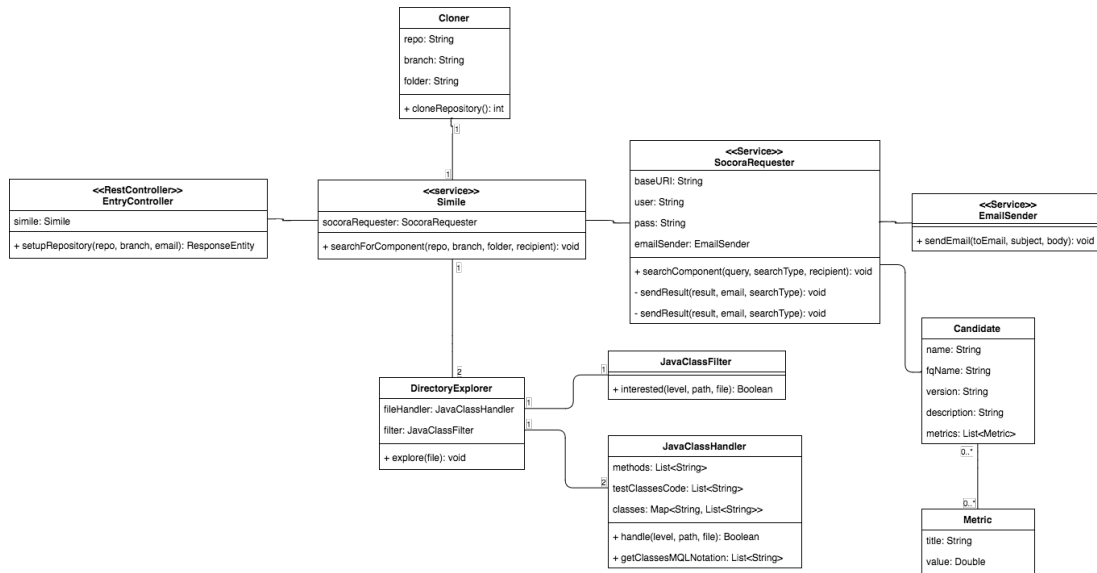 Cloner
repo: String
branch: String
folder: String
+ cloneRepository(): int
1
1
<<RestController>>
EntryController
simile: Simile
+ setupRepository(repo, branch, email): ResponseEntity
<<service>>
Simile
socoraRequester: SocoraRequester
+ searchForComponent(repo, branch, folder, recipient): void
1
2
<<Service>>
SocoraRequester
baseURI: String
user: String
pass: String
emailSender: EmailSender
+ searchComponent(query, searchType, recipient): void
- sendResult(result, email, searchType): void
- sendResult(result, email, searchType): void
<<Service>>
EmailSender
+ sendEmail(toEmail, subject, body): void
Candidate
name: String
fqName: String
version: String
description: String
metrics: List<Metric>
0..*
0..*
Metric
title: String
value: Double
DirectoryExplorer
fileHandler: JavaClassHandler
filter: JavaClassFilter
+ explore(file): void
1
1
1
2
JavaClassFilter
+ interested(level, path, file): Boolean
JavaClassHandler
methods: List<String>
testClassesCode: List<String>
classes: Map<String, List<String>>
+ handle(level, path, file): Boolean
+ getClassesMQLNotation: List<String>